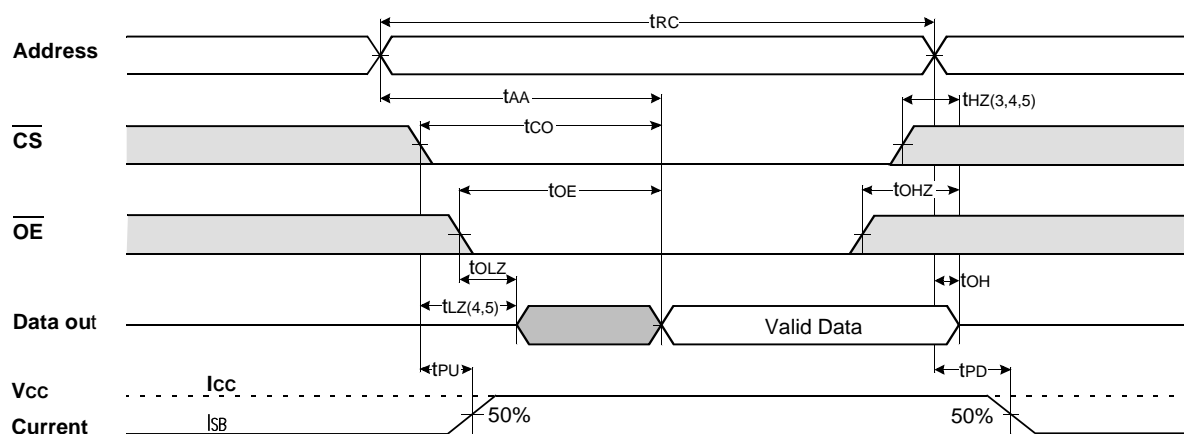 tRC
Address
tAA
tHZ(3,4,5)
CS
tCO
tOE
tOHZ
OE
tOLZ
tOH
tLZ(4,5)
Data out
Valid Data
tPU
tPD
VCC
ICC
50%
50%
Current
ISB